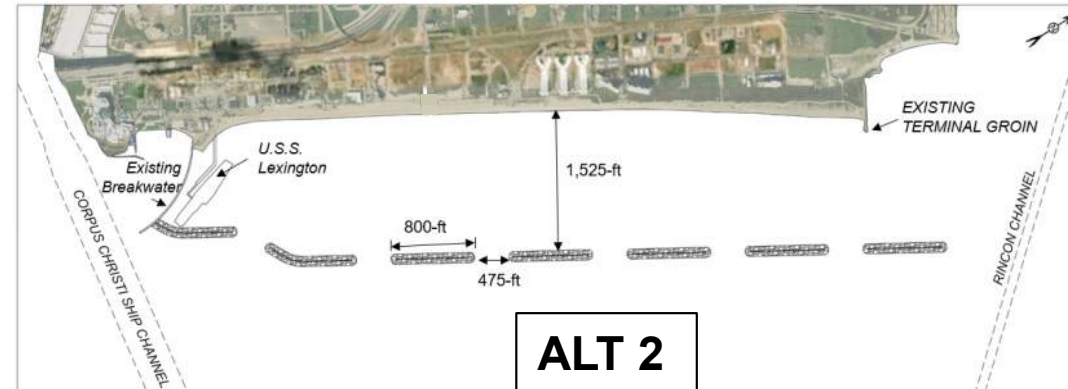 EXISTING
TERMINAL GROIN
U.S.S.
Lexington
Existing
Breakwater
1,525-ft
CORPUS CHRISTI SHIP CHANNEL
RINCON CHANNEL
800-ft
475-ft
ALT 2